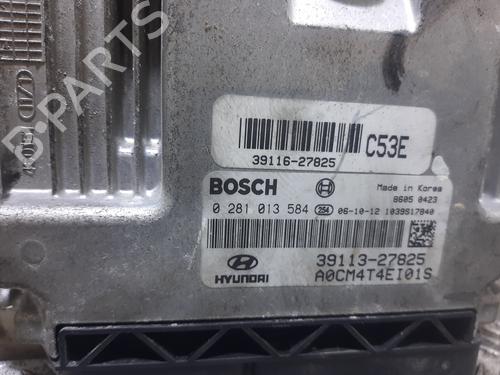 C53E
39116-27825
BOSCH
Made in Korea
8605 0423
0 281 013 584 254 06-10-12 1039S17840
HYUNDAI
39113-27825
A0CM4T4EI01S
B-PARTS